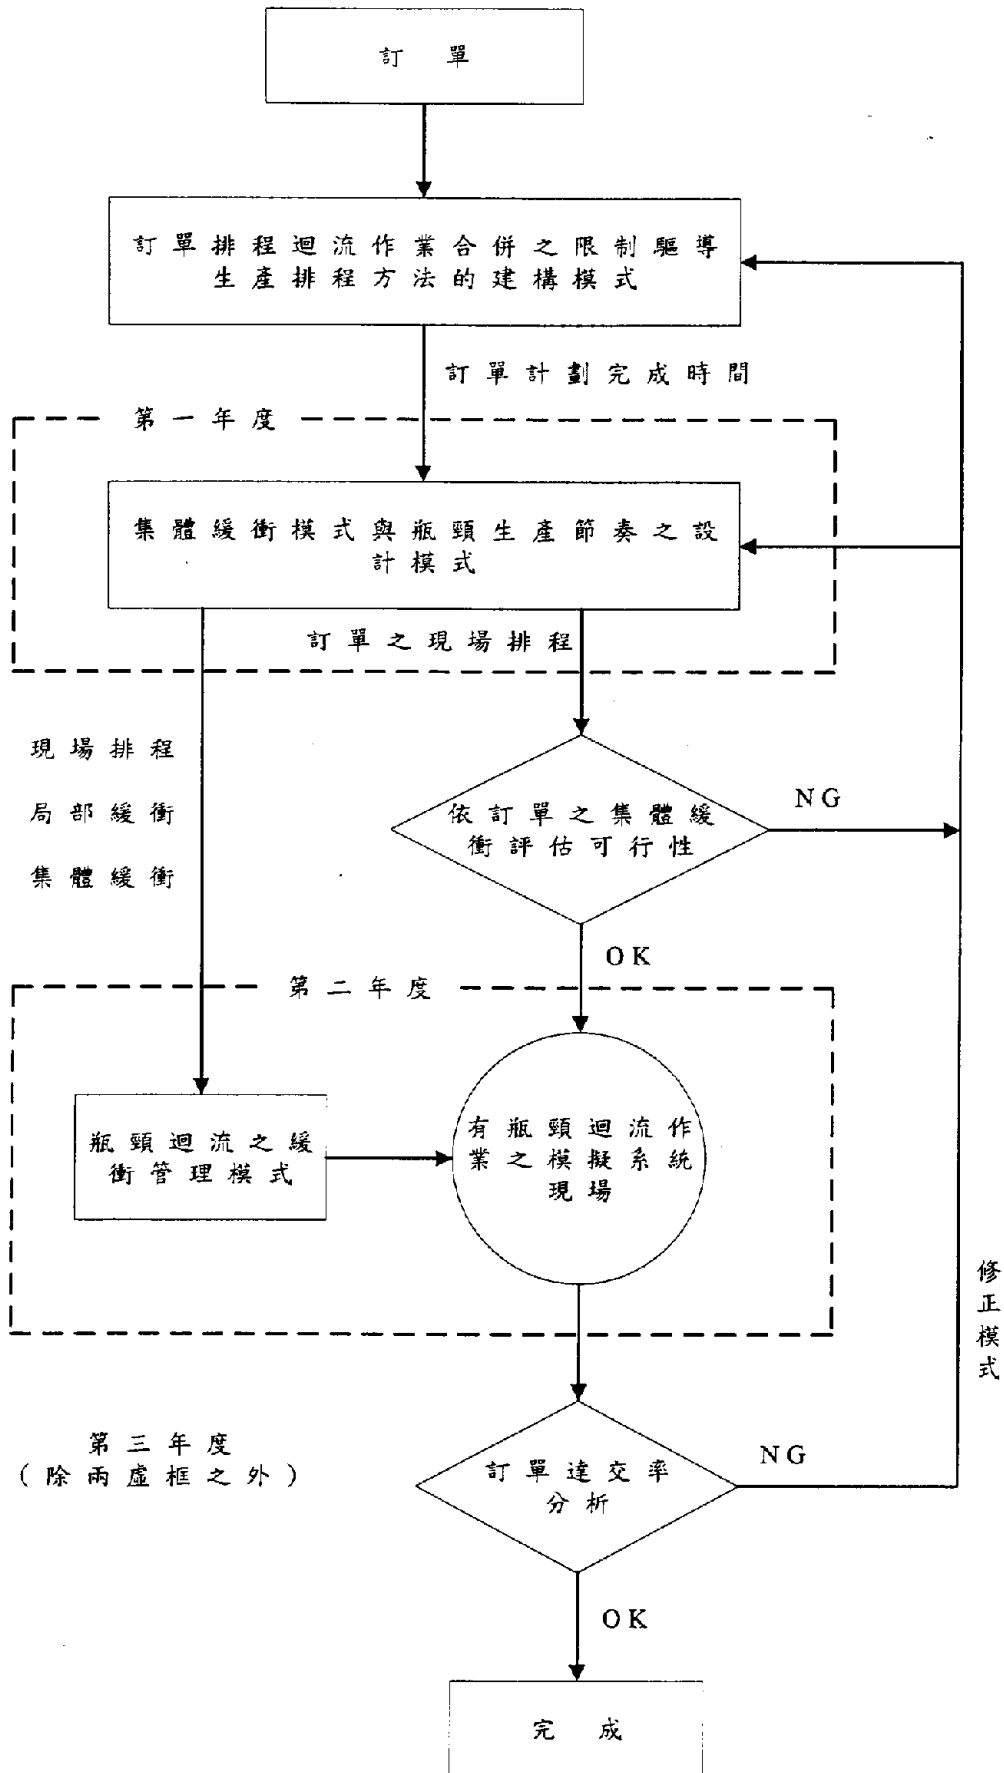 訂單
訂單排程迴流作業合併之限制驅導
生產排程方法的建構模式
訂單計劃完成時間
第一年度
集體緩衝模式與瓶頸生產節奏之設
計模式
訂單之現場排程
現場排程
局部緩衝
集體緩衝
依訂單之集體緩
衝評估可行性
NG
OK
第二年度
瓶頸迴流之緩
衝管理模式
有瓶頸迴流作
業之模擬系統
現場
修正模式
第三年度
(除兩虛框之外)
訂單達交率
分析
NG
OK
完成